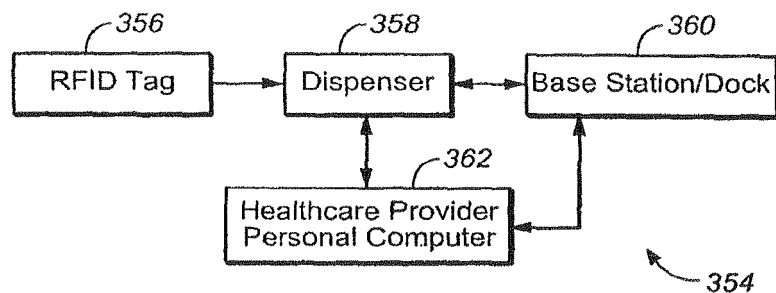 356
358
360
RFID Tag
Dispenser
Base Station/Dock
362
Healthcare Provider
Personal Computer
354